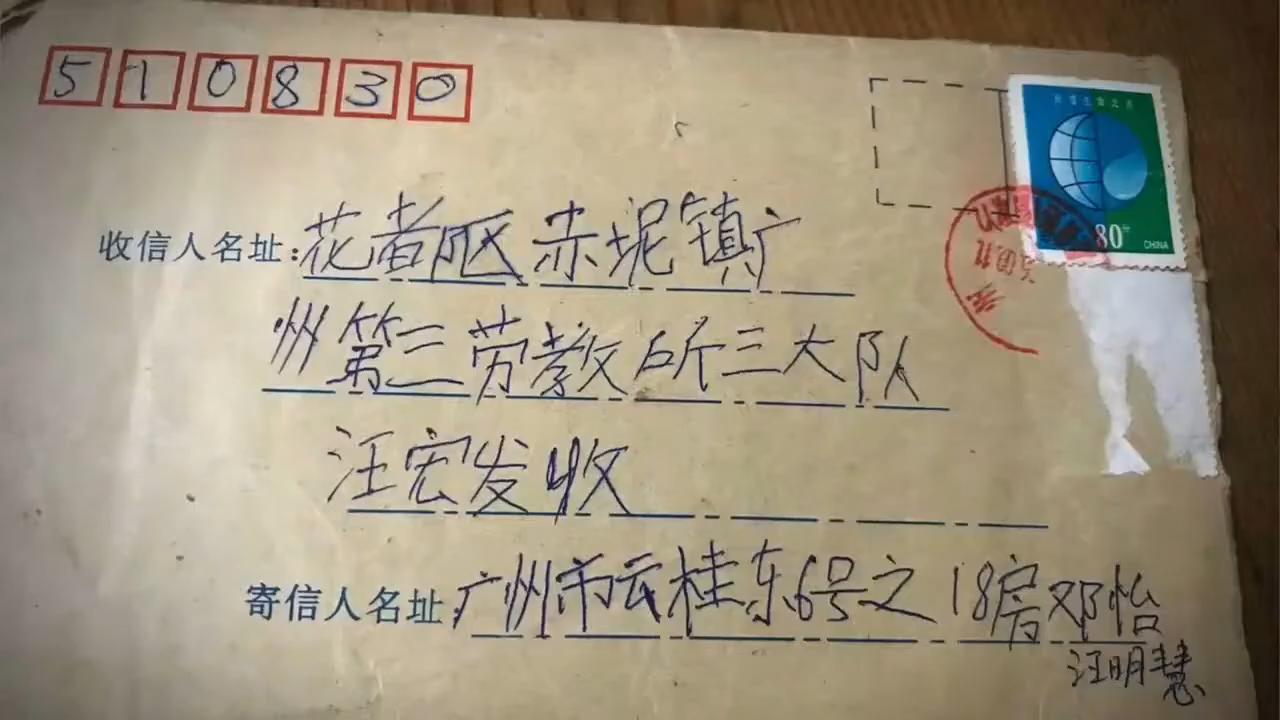 510830
收信人名址:花者区赤坭镇广
州第二劳教所三大队
汪宏发收
寄信人名址:广州市云桂东6号之18房邓怡
汪明慧
80分
CHINA